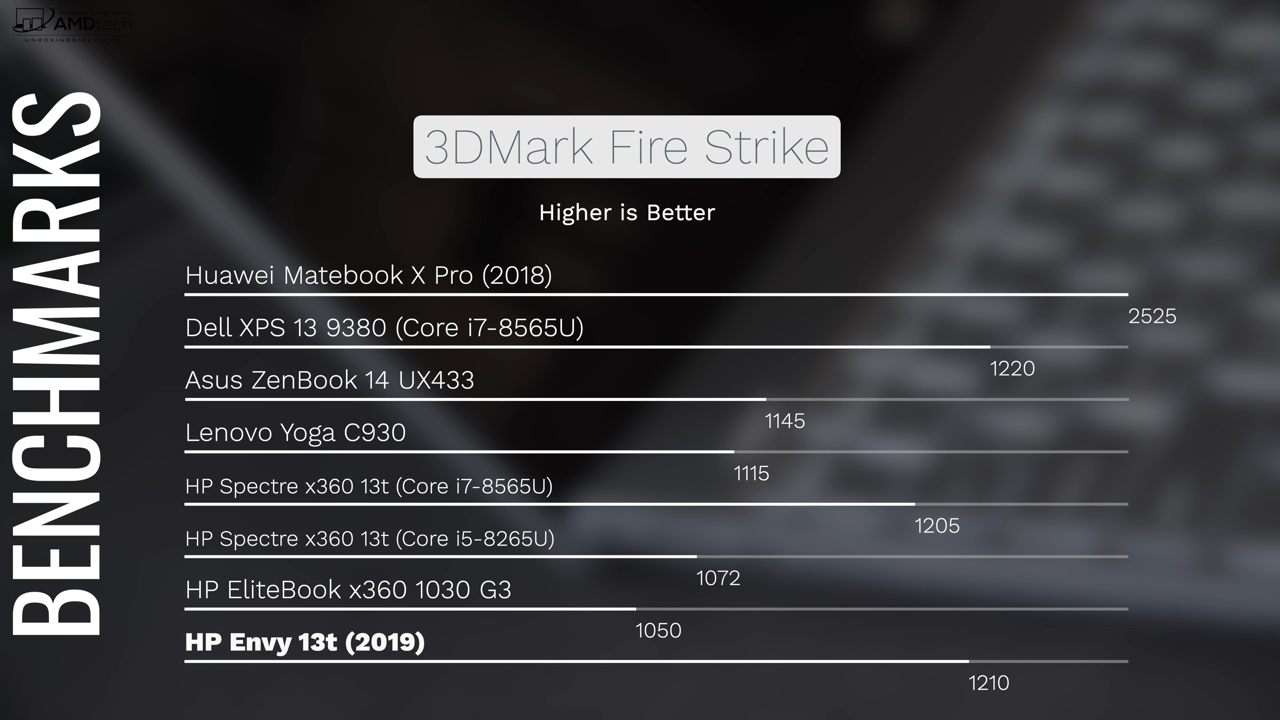 AMDtech
BENCHMARKS
3DMark Fire Strike
Higher is Better
Huawei Matebook X Pro (2018)
2525
Dell XPS 13 9380 (Core i7-8565U)
1220
Asus ZenBook 14 UX433
1145
Lenovo Yoga C930
1115
HP Spectre x360 13t (Core i7-8565U)
1205
HP Spectre x360 13t (Core i5-8265U)
1072
HP EliteBook x360 1030 G3
1050
HP Envy 13t (2019)
1210